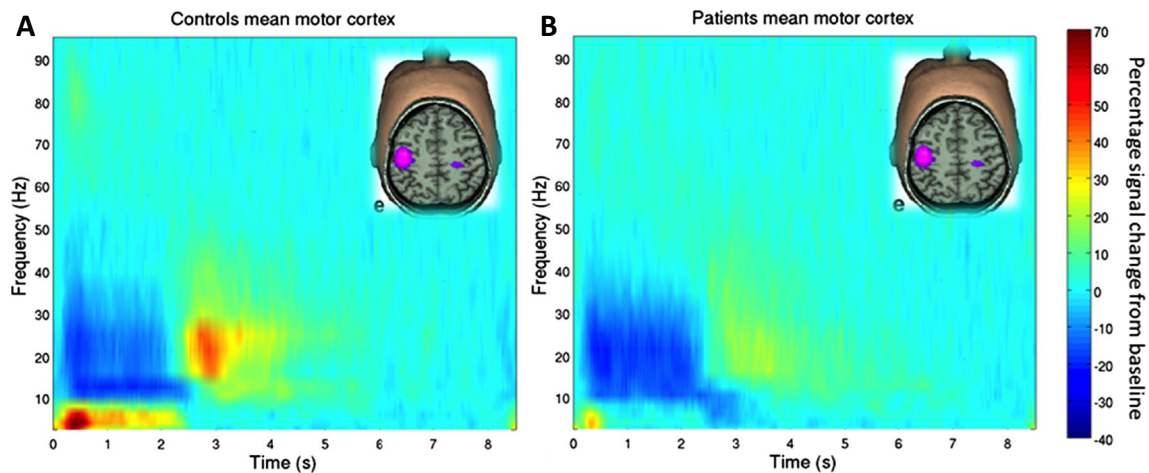 A
Controls mean motor cortex
Frequency (Hz)
90
80
70
60
50
40
30
20
10
0 1 2 3 4 5 6 7 8
Time (s)
e
B
Patients mean motor cortex
Frequency (Hz)
90
80
70
60
50
40
30
20
10
0 1 2 3 4 5 6 7 8
Time (s)
e
70
60
50
40
30
20
10
0
-10
-20
-30
-40
Percentage signal change from baseline